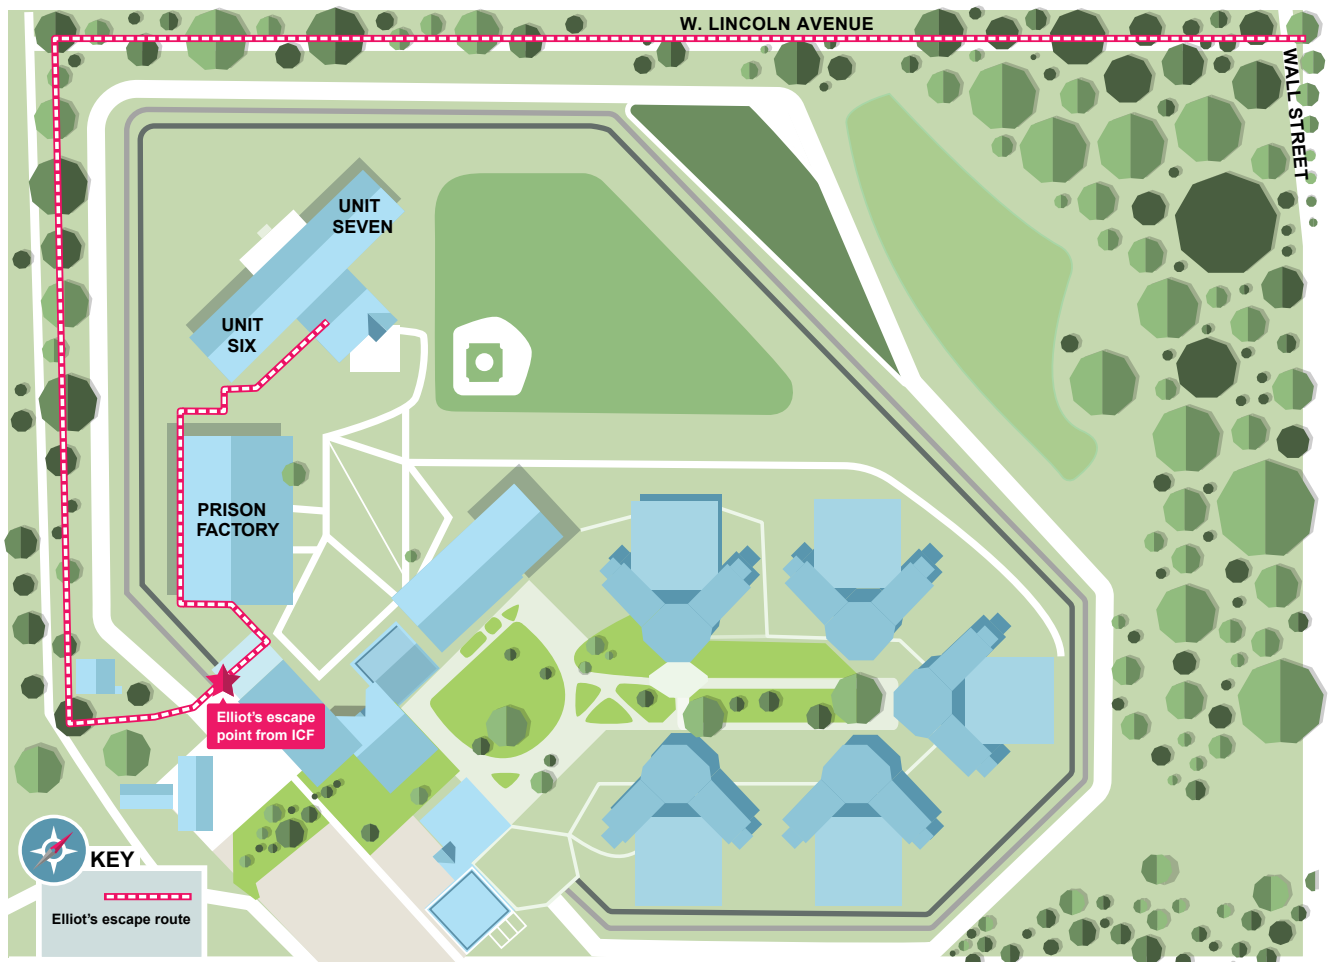 W. LINCOLN AVENUE
WALL STREET
UNIT
SEVEN
UNIT
SIX
PRISON
FACTORY
Elliot's escape
point from ICF
KEY
Elliot's escape route